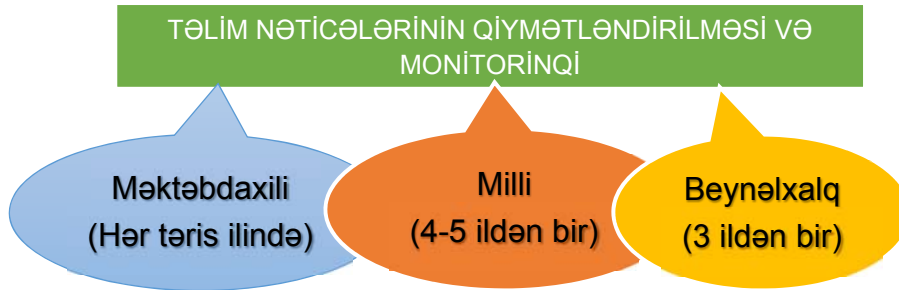 TƏLİM NƏTİCƏLƏRİNİN QİYMƏTLƏNDİRİLMƏSİ VƏ
MONİTORİNQİ
Məktəbdaxili
(Hər təris ilində)
Milli
(4-5 ildən bir)
Beynəlxalq
(3 ildən bir)